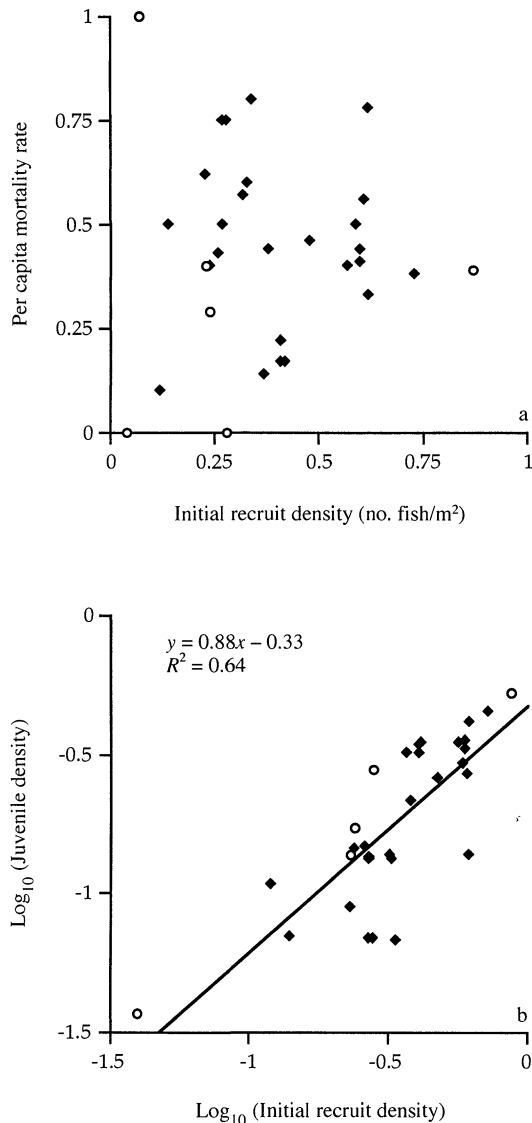 1
0.75
0.5
0.25
0
Per capita mortality rate
a
0 0.25 0.5 0.75 1
Initial recruit density (no. fish/m²)
0
-0.5
-1
-1.5
Log₁₀ (Juvenile density)
y = 0.88x – 0.33
R² = 0.64
b
-1.5 -1 -0.5 0
Log₁₀ (Initial recruit density)